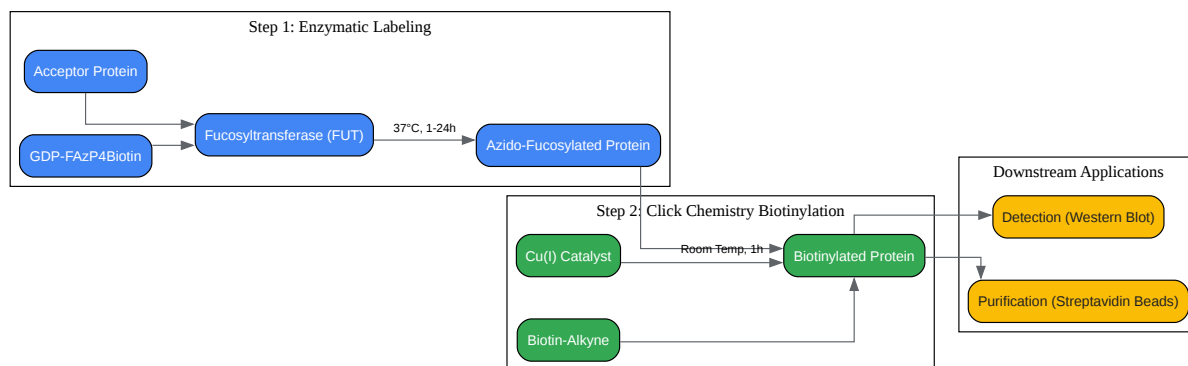 Step 1: Enzymatic Labeling
Acceptor Protein
GDP-FAzP4Biotin
Fucosyltransferase (FUT)
37°C, 1-24h
Azido-Fucosylated Protein
Step 2: Click Chemistry Biotinylation
Cu(I) Catalyst
Room Temp, 1h
Biotinylated Protein
Biotin-Alkyne
Downstream Applications
Detection (Western Blot)
Purification (Streptavidin Beads)